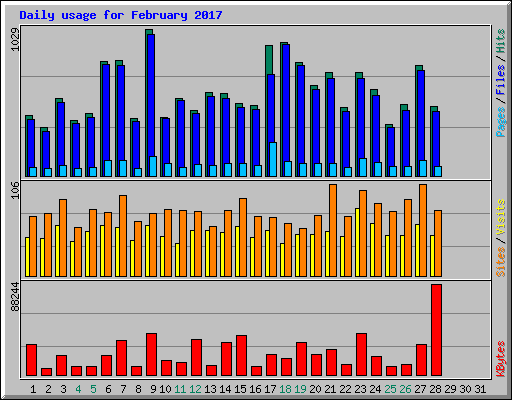 Daily usage for February 2017
1029
Pages / Files / Hits
106
Sites / Visits
88244
KBytes
1 2 3 4 5 6 7 8 9 10 11 12 13 14 15 16 17 18 19 20 21 22 23 24 25 26 27 28 29 30 31